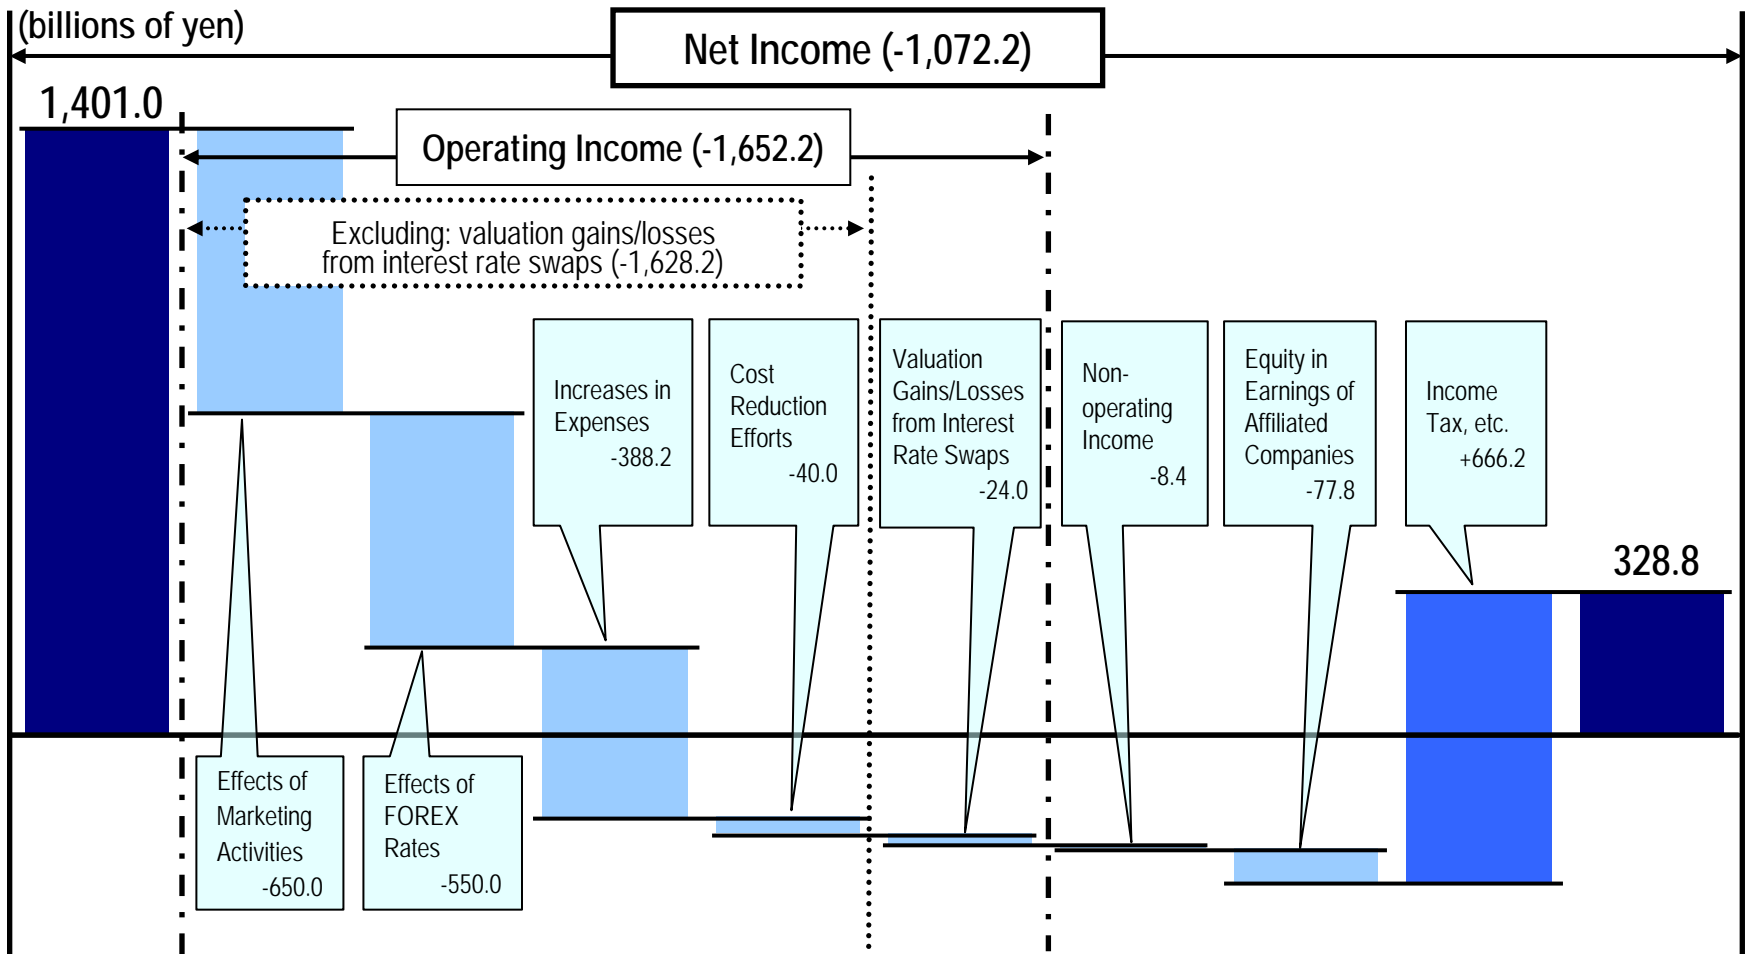 (billions of yen)
Net Income (-1,072.2)
1,401.0
Operating Income (-1,652.2)
Excluding: valuation gains/losses
from interest rate swaps (-1,628.2)
Increases in
Expenses
-388.2
Cost
Reduction
Efforts
-40.0
Valuation
Gains/Losses
from Interest
Rate Swaps
-24.0
Non-
operating
Income
-8.4
Equity in
Earnings of
Affiliated
Companies
-77.8
Income
Tax, etc.
+666.2
328.8
Effects of
Marketing
Activities
-650.0
Effects of
FOREX
Rates
-550.0